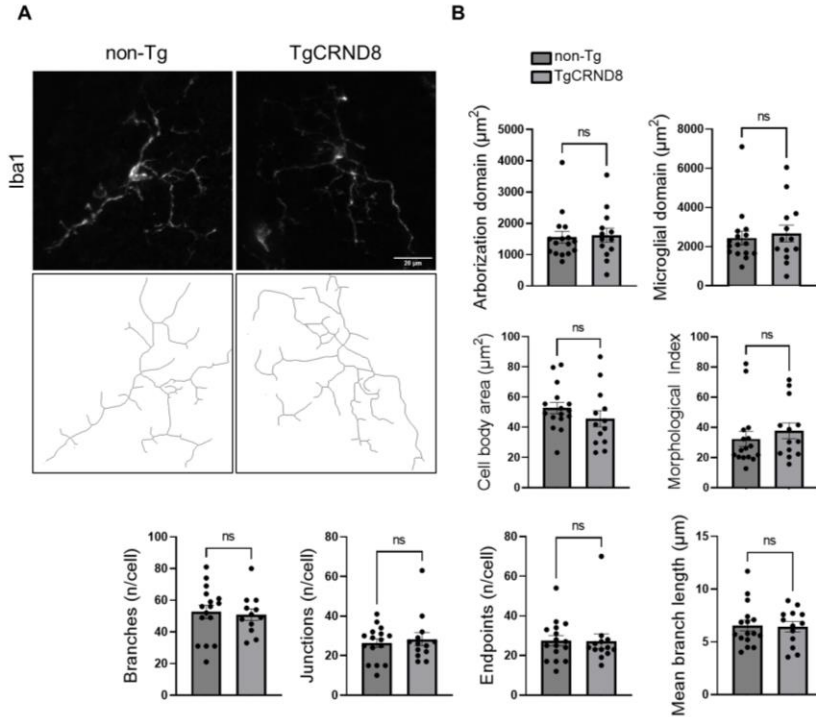 A
B
non-Tg
TgCRND8
Iba1
20 µm
non-Tg
TgCRND8
Arborization domain (µm²)
5000
4000
3000
2000
1000
0
ns
Microglial domain (µm²)
8000
6000
4000
2000
0
ns
Cell body area (µm²)
100
80
60
40
20
0
ns
Morphological Index
100
80
60
40
20
0
ns
Branches (n/cell)
100
80
60
40
20
0
ns
Junctions (n/cell)
80
60
40
20
0
ns
Endpoints (n/cell)
80
60
40
20
0
ns
Mean branch length (µm)
15
10
5
0
ns